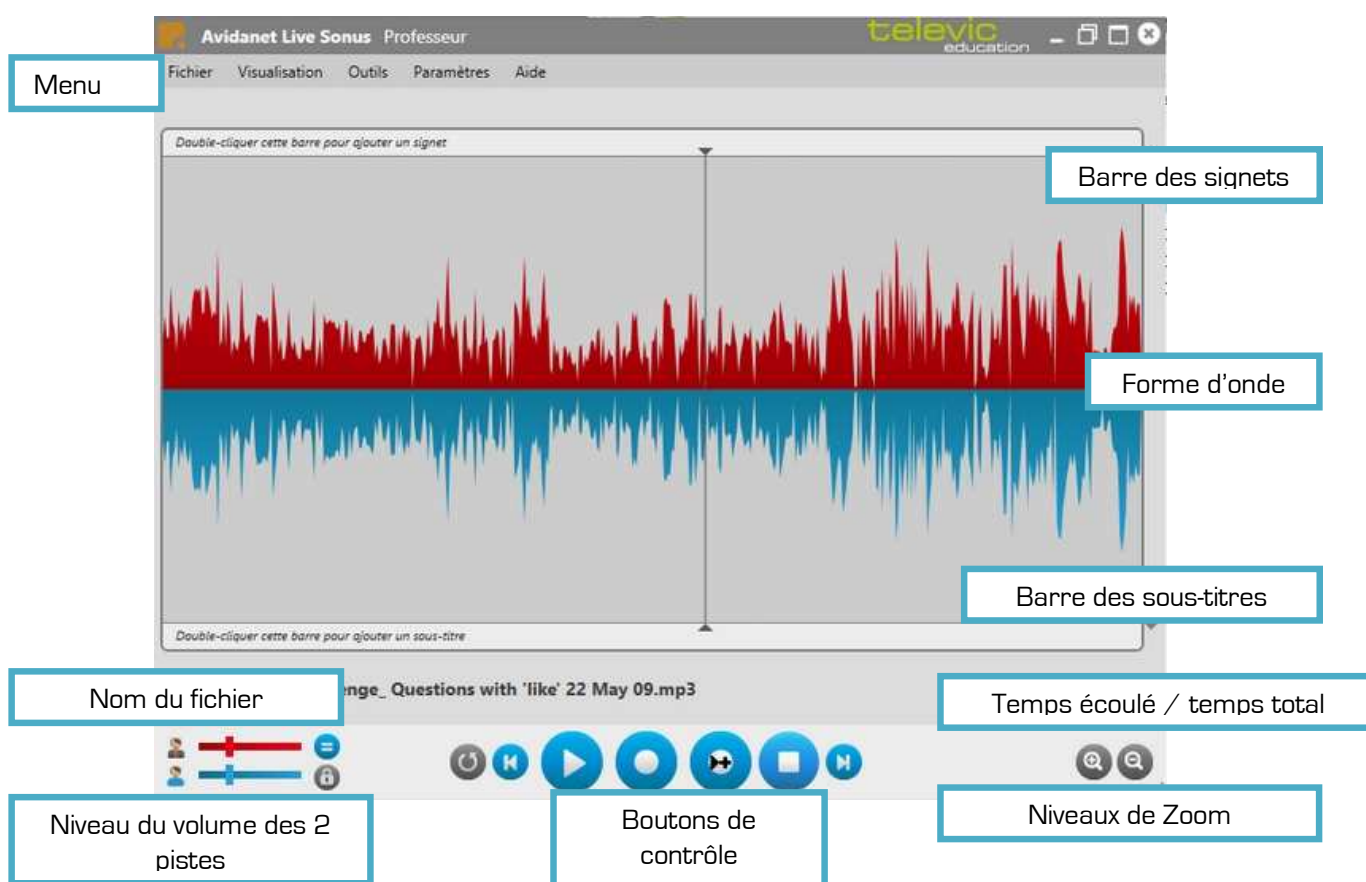 Avidanet Live Sonus Professeur
televic
education
Menu
Fichier Visualisation Outils Paramètres Aide
Double-cliquer cette barre pour ajouter un signet
Barre des signets
Forme d'onde
Barre des sous-titres
Double-cliquer cette barre pour ajouter un sous-titre
Nom du fichier
enge_ Questions with 'like' 22 May 09.mp3
Temps écoulé / temps total
Niveau du volume des 2
pistes
Boutons de
contrôle
Niveaux de Zoom